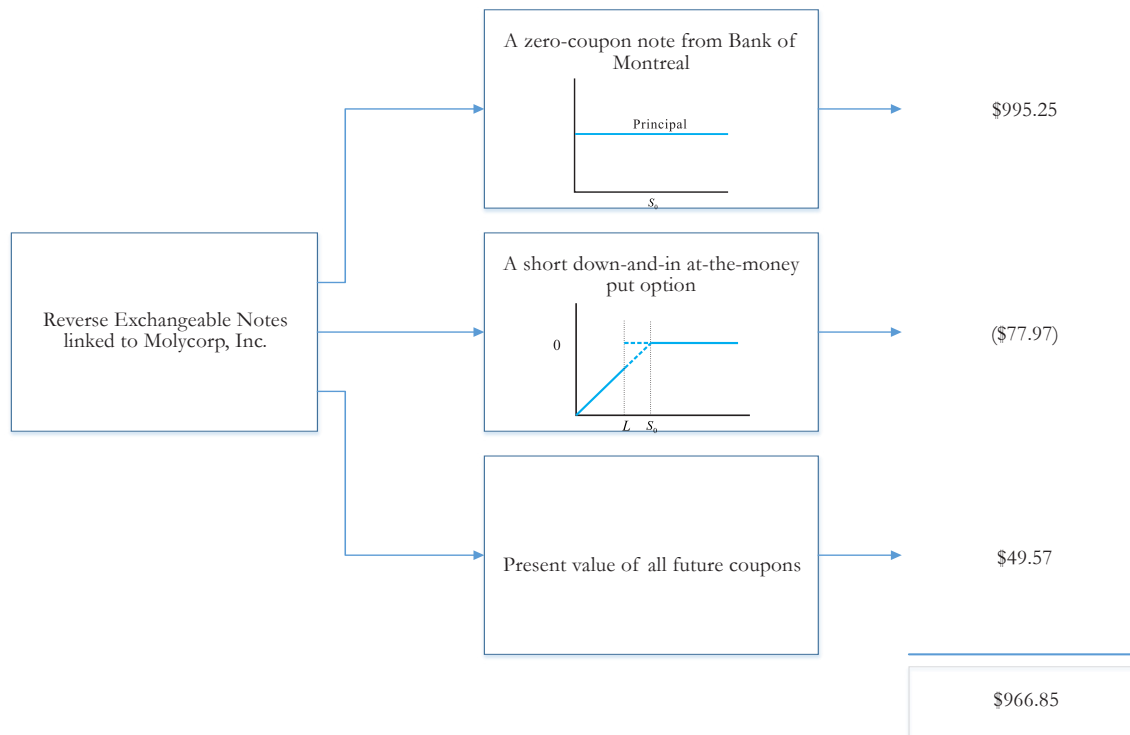 A zero-coupon note from Bank of
Montreal
Principal
S₀
$995.25
Reverse Exchangeable Notes
linked to Molycorp, Inc.
A short down-and-in at-the-money
put option
0
L
S₀
($77.97)
Present value of all future coupons
$49.57
$966.85